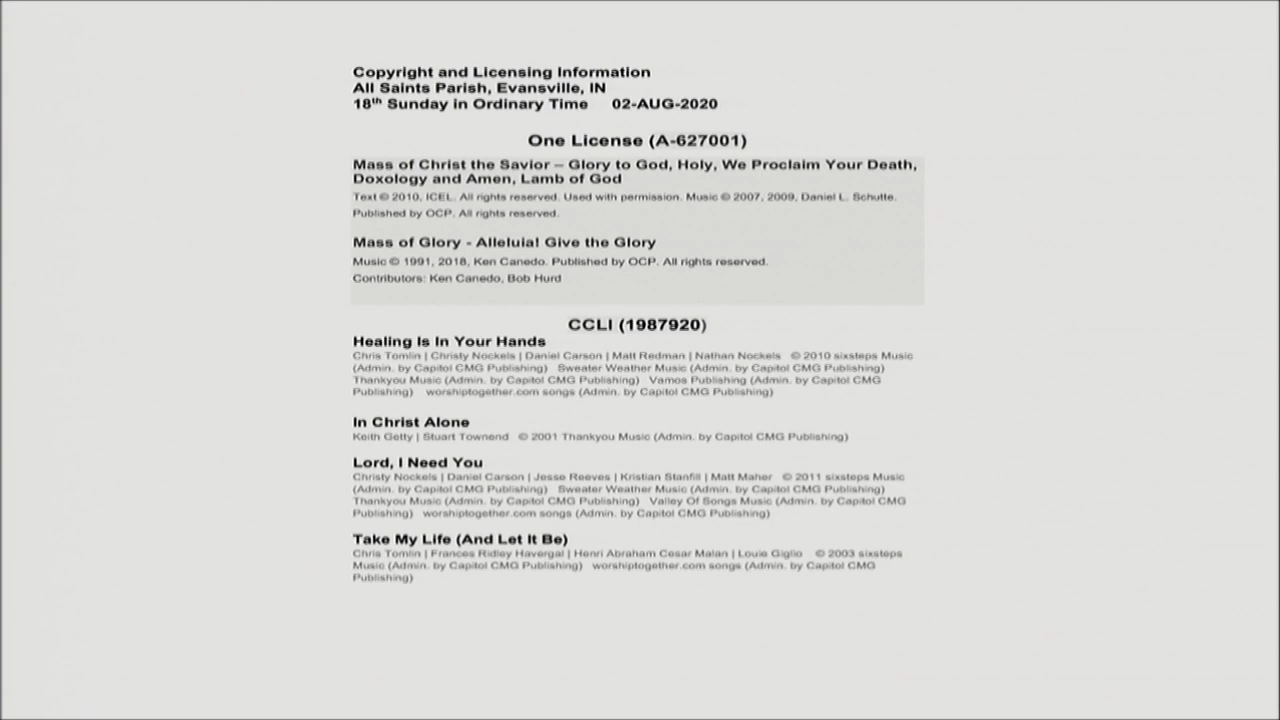 Copyright and Licensing Information
All Saints Parish, Evansville, IN
18th Sunday in Ordinary Time 02-AUG-2020
One License (A-627001)
Mass of Christ the Savior – Glory to God, Holy, We Proclaim Your Death,
Doxology and Amen, Lamb of God
Text © 2010, ICEL. All rights reserved. Used with permission. Music © 2007, 2009, Daniel L. Schutte.
Published by OCP. All rights reserved.
Mass of Glory - Alleluia! Give the Glory
Music © 1991, 2018, Ken Canedo. Published by OCP. All rights reserved.
Contributors: Ken Canedo, Bob Hurd
CCLI (1987920)
Healing Is In Your Hands
Chris Tomlin | Christy Nockels | Daniel Carson | Matt Redman | Nathan Nockels © 2010 sixsteps Music
(Admin. by Capitol CMG Publishing) Sweater Weather Music (Admin. by Capitol CMG Publishing)
Thankyou Music (Admin. by Capitol CMG Publishing) Vamos Publishing (Admin. by Capitol CMG
Publishing) worshiptogether.com songs (Admin. by Capitol CMG Publishing)
In Christ Alone
Keith Getty | Stuart Townend © 2001 Thankyou Music (Admin. by Capitol CMG Publishing)
Lord, I Need You
Christy Nockels | Daniel Carson | Jesse Reeves | Kristian Stanfill | Matt Maher © 2011 sixsteps Music
(Admin. by Capitol CMG Publishing) Sweater Weather Music (Admin. by Capitol CMG Publishing)
Thankyou Music (Admin. by Capitol CMG Publishing) Valley Of Songs Music (Admin. by Capitol CMG
Publishing) worshiptogether.com songs (Admin. by Capitol CMG Publishing)
Take My Life (And Let It Be)
Chris Tomlin | Frances Ridley Havergal | Henri Abraham Cesar Malan | Louie Giglio © 2003 sixsteps
Music (Admin. by Capitol CMG Publishing) worshiptogether.com songs (Admin. by Capitol CMG
Publishing)